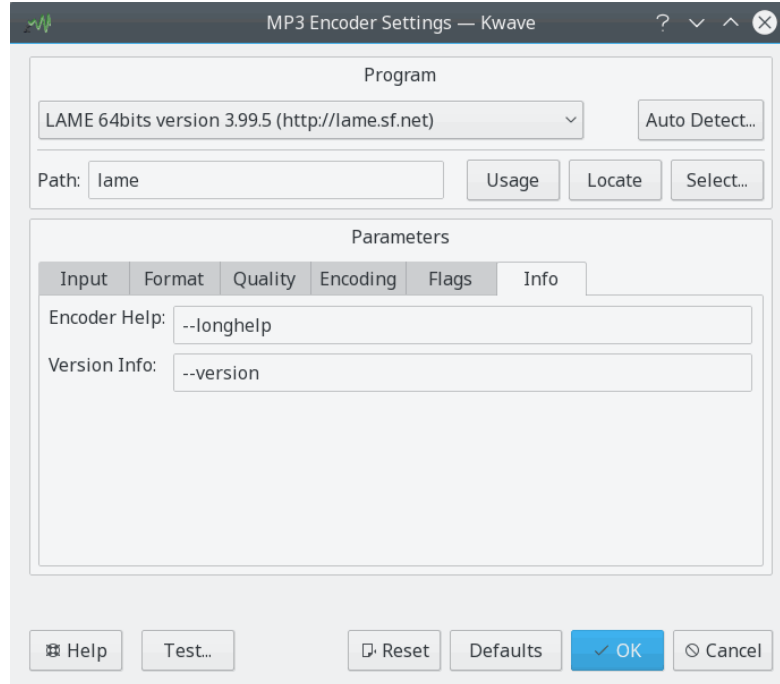 MP3 Encoder Settings — Kwave
Program
LAME 64bits version 3.99.5 (http://lame.sf.net)
Auto Detect...
Path: lame
Usage
Locate
Select...
Parameters
Input Format Quality Encoding Flags Info
Encoder Help: --longhelp
Version Info: --version
Help Test... Reset Defaults OK Cancel